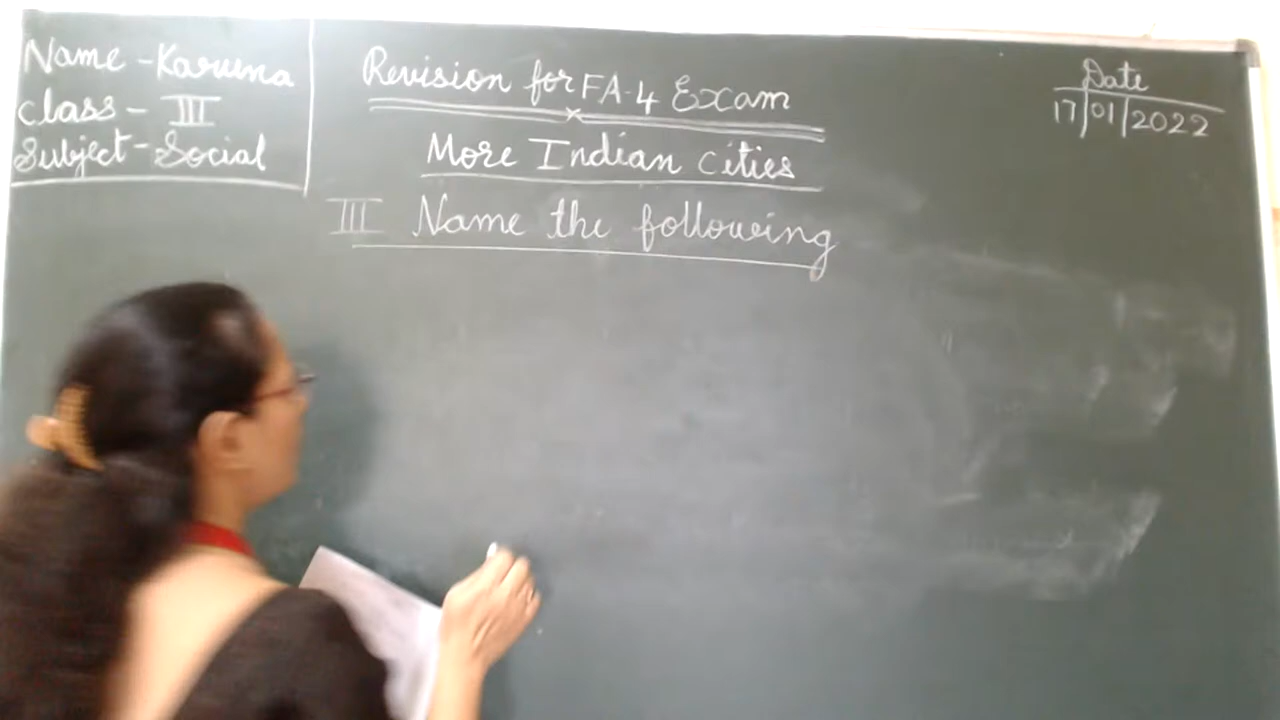 Name - Karuna
Class - III
Subject - Social
Revision for FA-4 Exam
More Indian Cities
III Name the following
Date
17/01/2022